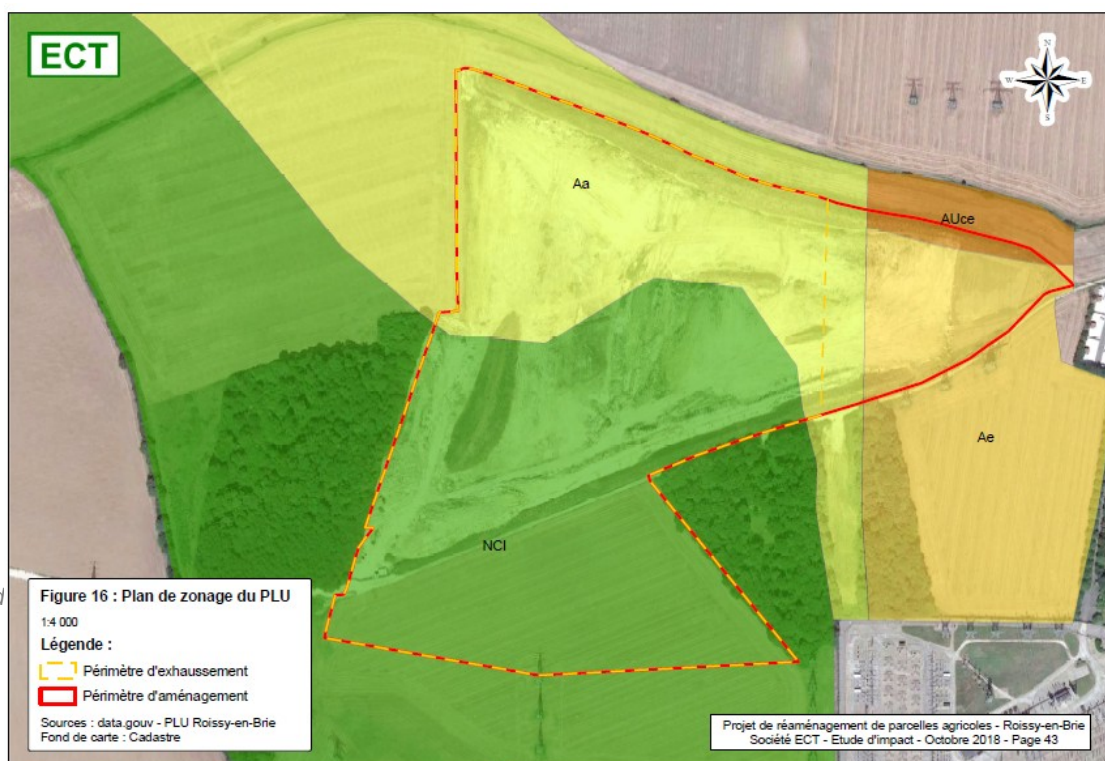 ECT
N
W E
S
Aa
AUce
Ae
NCl
Figure 16 : Plan de zonage du PLU
1:4 000
Légende :
Périmètre d'exhaussement
Périmètre d'aménagement
Sources : data.gouv - PLU Roissy-en-Brie
Fond de carte : Cadastre
Projet de réaménagement de parcelles agricoles - Roissy-en-Brie
Société ECT - Etude d'impact - Octobre 2018 - Page 43